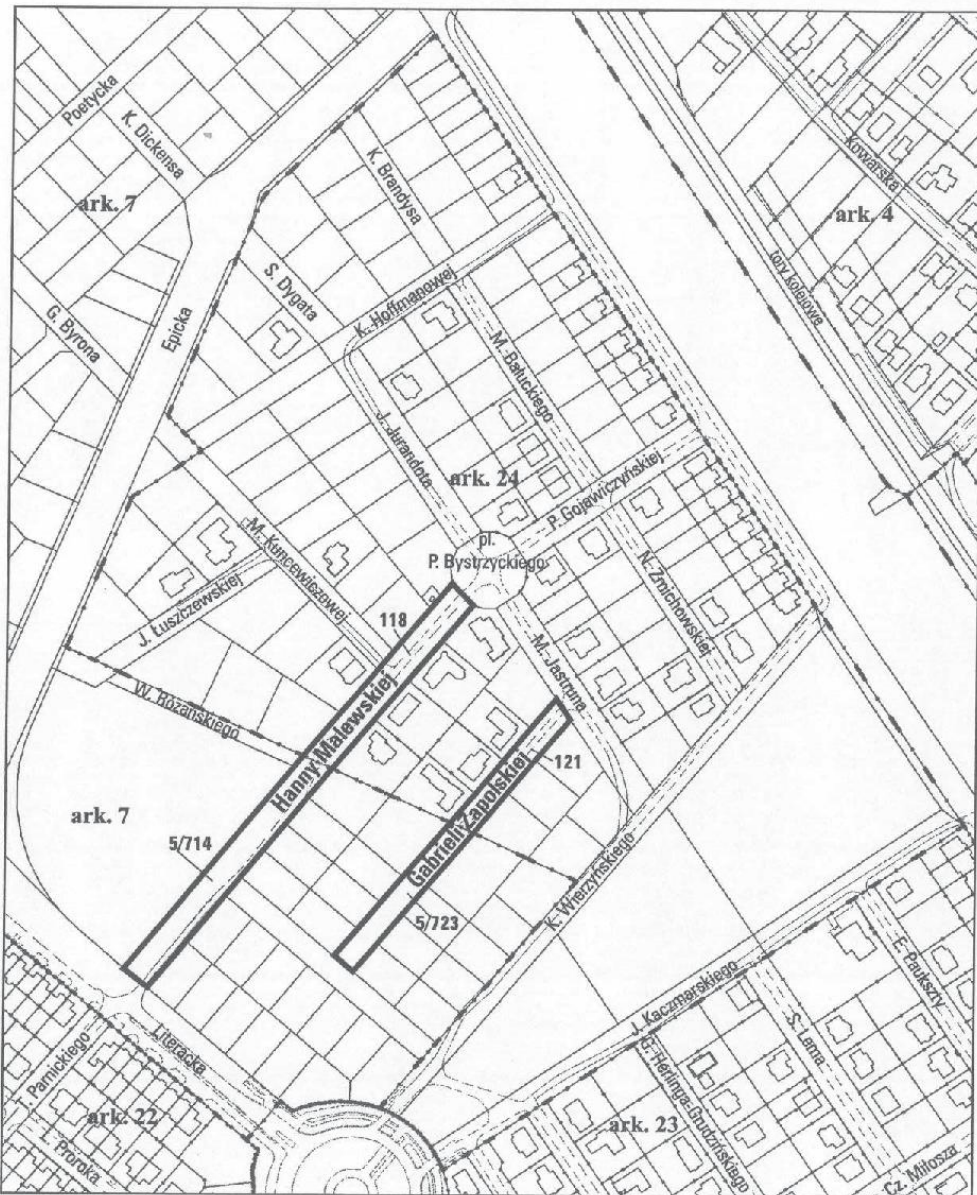 Poetycka
K. Dickensa
ark. 7
K. Brandysa
Kowarska
ark. 4
tory kolejowe
G. Byrona
Epicka
S. Dygata
K. Hoffmanowej
M. Bałuckiego
J. Jurandota
ark. 24
P. Gojawiczyńskiej
pl.
P. Bystrzyckiego
M. Kuncewiczowej
J. Łuszczewskiej
N. Żmichowskiej
118
M. Jastruna
W. Rożańskiego
Hanny Malewskiej
121
Gabrieli Zapolskiej
ark. 7
5/714
5/723
K. Wierzyńskiego
J. Kaczmarskiego
E. Paukszty
S. Lema
Literacka
Parnickiego
G. Herlinga-Grudzińskiego
ark. 22
ark. 23
Ł. Proroka
Cz. Miłosza